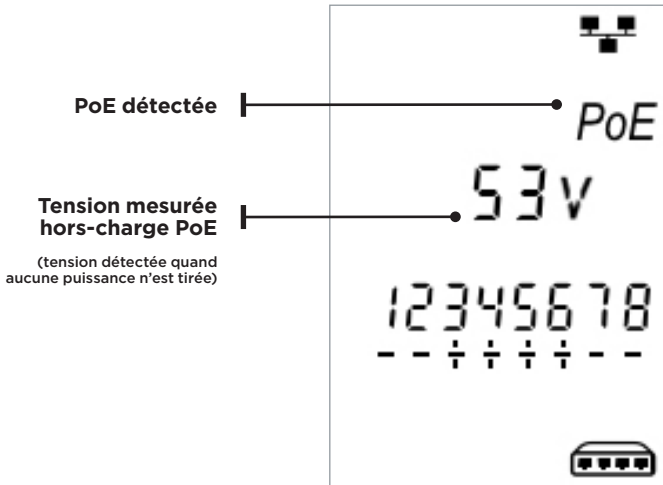 PoE détectée
PoE
Tension mesurée
hors-charge PoE
53V
(tension détectée quand
aucune puissance n'est tirée)
12345678
- - ÷ ÷ ÷ ÷ - -